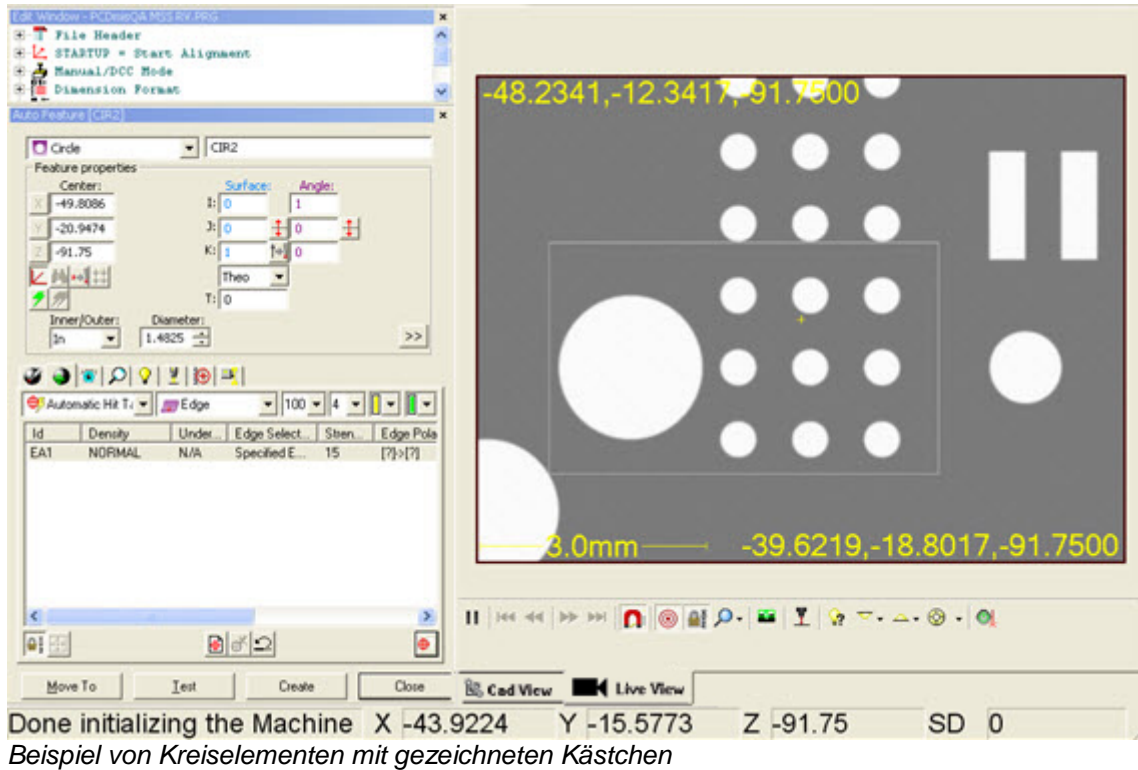 Edit Window - PCDmisQA MSS RV.PRG
File Header
STARTUP = Start Alignment
Manual/DCC Mode
Dimension Format
Auto Feature [CIR2]
Circle CIR2
Feature properties
Center: Surface: Angle:
X -49.8086 I: 0 1
Y -20.9474 J: 0 0
Z -91.75 K: 1 0
Theo
T: 0
Inner/Outer: Diameter:
In 1.4825 >>
Automatic Hit Edge 100 4
Id Density Under... Edge Select... Stren... Edge Pola
EA1 NORMAL N/A Specified E... 15 [?]->[?]
Move To Test Create Close
-48.2341,-12.3417,-91.7500
3.0mm -39.6219,-18.8017,-91.7500
Cad View Live View
Done initializing the Machine X -43.9224 Y -15.5773 Z -91.75 SD 0
Beispiel von Kreiselementen mit gezeichneten Kästchen